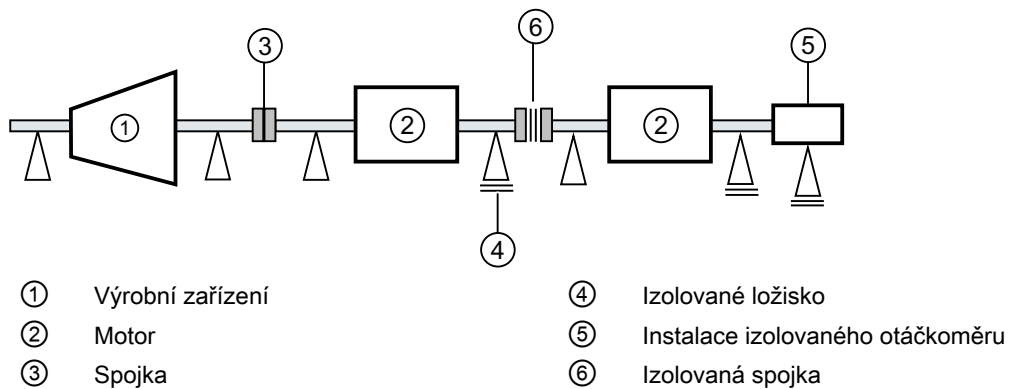 ⑥
③
⑤
①
②
②
④
① Výrobní zařízení
② Motor
③ Spojka
④ Izolované ložisko
⑤ Instalace izolovaného otáčkoměru
⑥ Izolovaná spojka